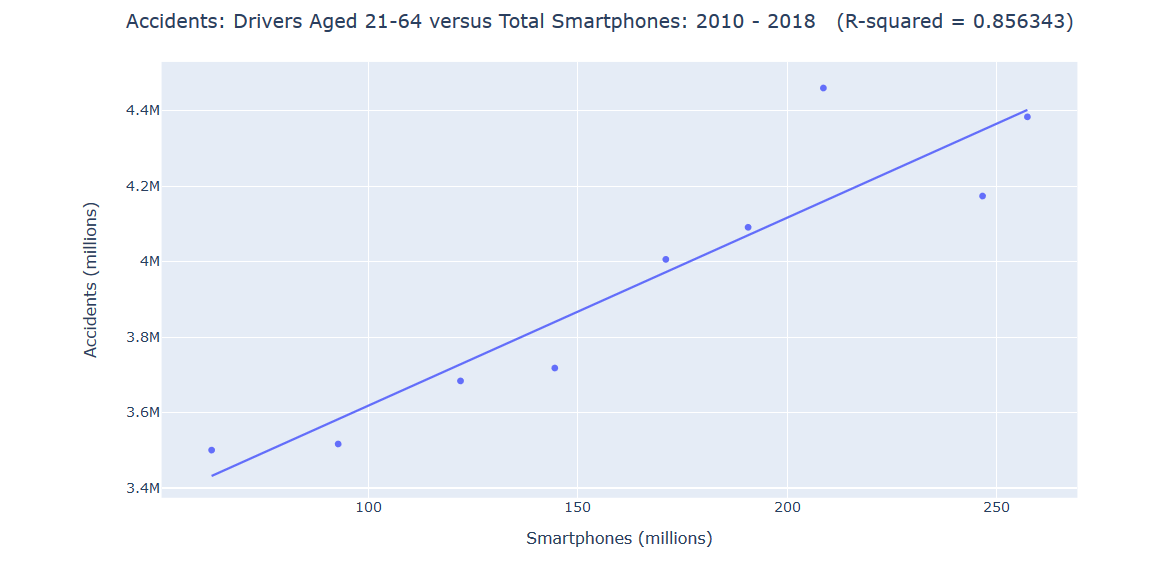 Accidents: Drivers Aged 21-64 versus Total Smartphones: 2010 - 2018 (R-squared = 0.856343)
Accidents (millions)
4.4M
4.2M
4M
3.8M
3.6M
3.4M
100 150 200 250
Smartphones (millions)